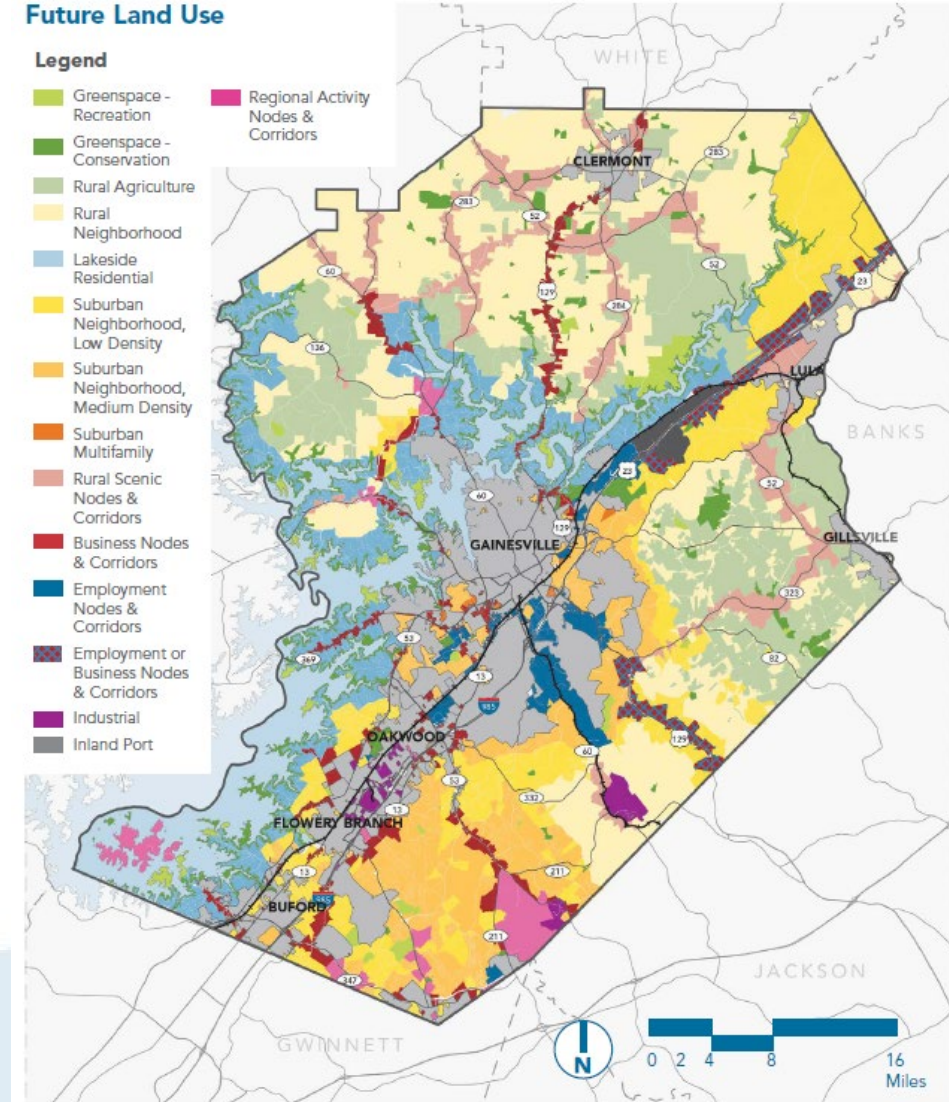 Future Land Use
Legend
Greenspace -
Recreation
Greenspace -
Conservation
Rural Agriculture
Rural
Neighborhood
Lakeside
Residential
Suburban
Neighborhood,
Low Density
Suburban
Neighborhood,
Medium Density
Suburban
Multifamily
Rural Scenic
Nodes &
Corridors
Business Nodes
& Corridors
Employment
Nodes &
Corridors
Employment or
Business Nodes
& Corridors
Industrial
Inland Port
Regional Activity
Nodes &
Corridors
WHITE
CLERMONT
283
283
52
60
52
23
129
284
136
LULA
BANKS
23
52
60
129
GAINESVILLE
GILLSVILLE
323
53
369
82
13
985
OAKWOOD
129
60
53
332
13
FLOWERY BRANCH
13
211
985
BUFORD
211
347
JACKSON
GWINNETT
N
0 2 4 8 16
Miles